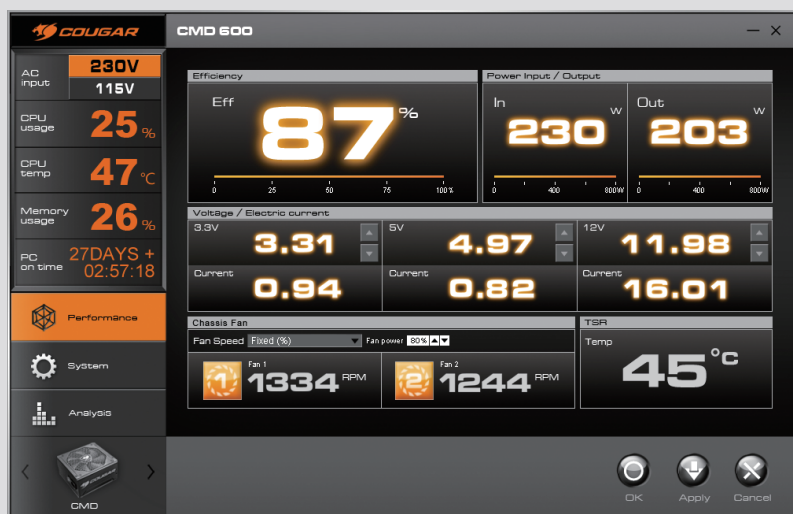 COUGAR
CMD 600
AC input
230V
115V
CPU usage
25 %
CPU temp
47 °C
Memory usage
26 %
PC on time
27DAYS +
02:57:18
Performance
System
Analysis
COUGAR
CMD
Efficiency
Eff
87 %
0 25 50 75 100 %
Power Input / Output
In
230 W
0 400 800W
Out
203 W
0 400 800W
Voltage / Electric current
3.3V
3.31
5V
4.97
12V
11.98
Current
0.94
Current
0.82
Current
16.01
Chassis Fan
Fan Speed Fixed (%) Fan power 80%
1
Fan 1
1334 RPM
2
Fan 2
1244 RPM
TSR
Temp
45°C
OK
Apply
Cancel